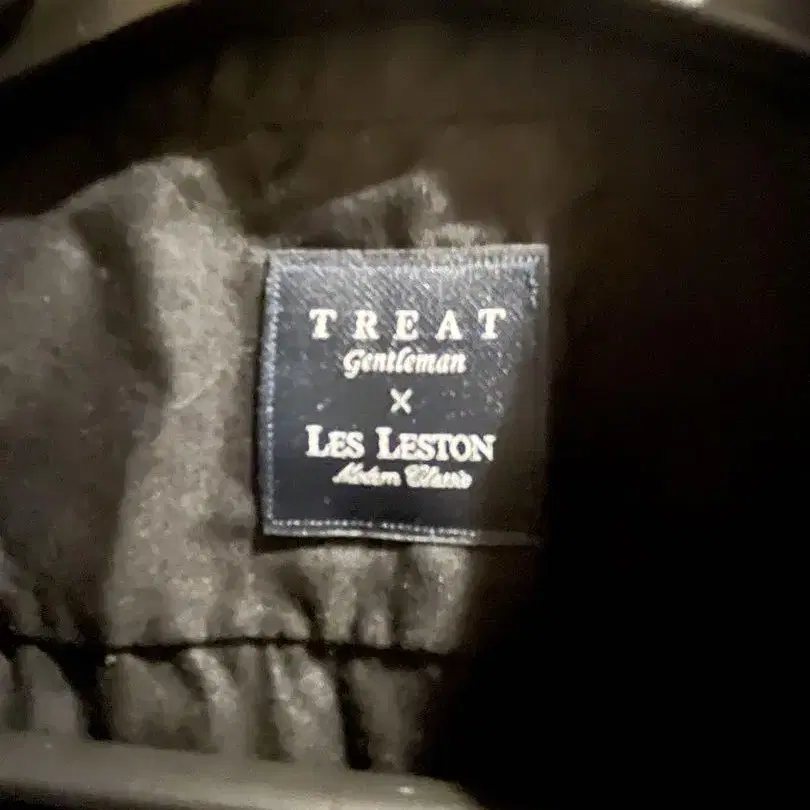 TREAT
Gentleman
×
LES LESTON
Modern Classic